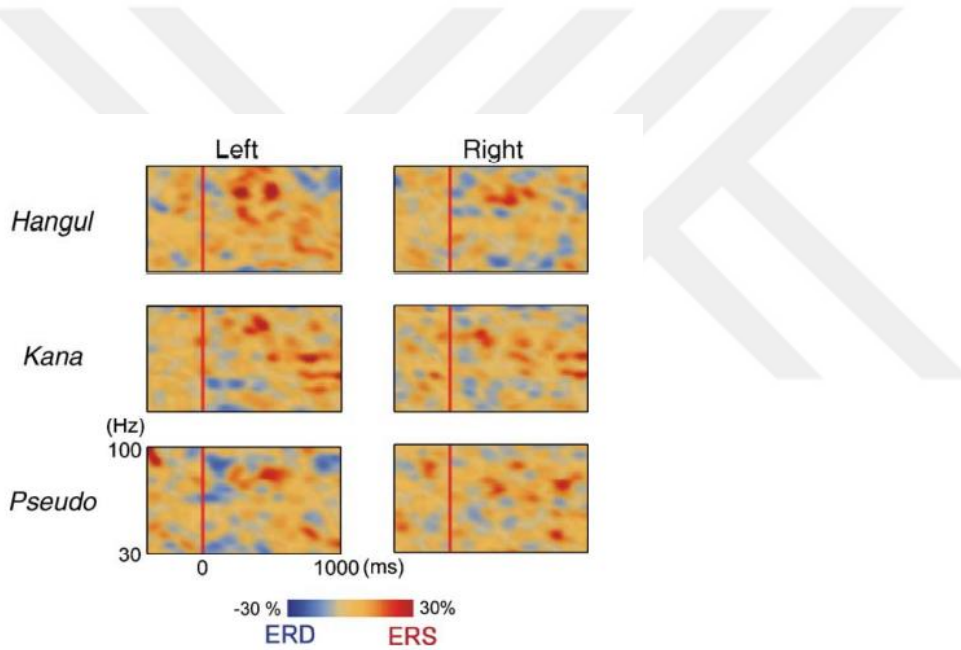 Left Right
Hangul
Kana
(Hz)
100
Pseudo
30
0 1000 (ms)
-30 % 30%
ERD ERS